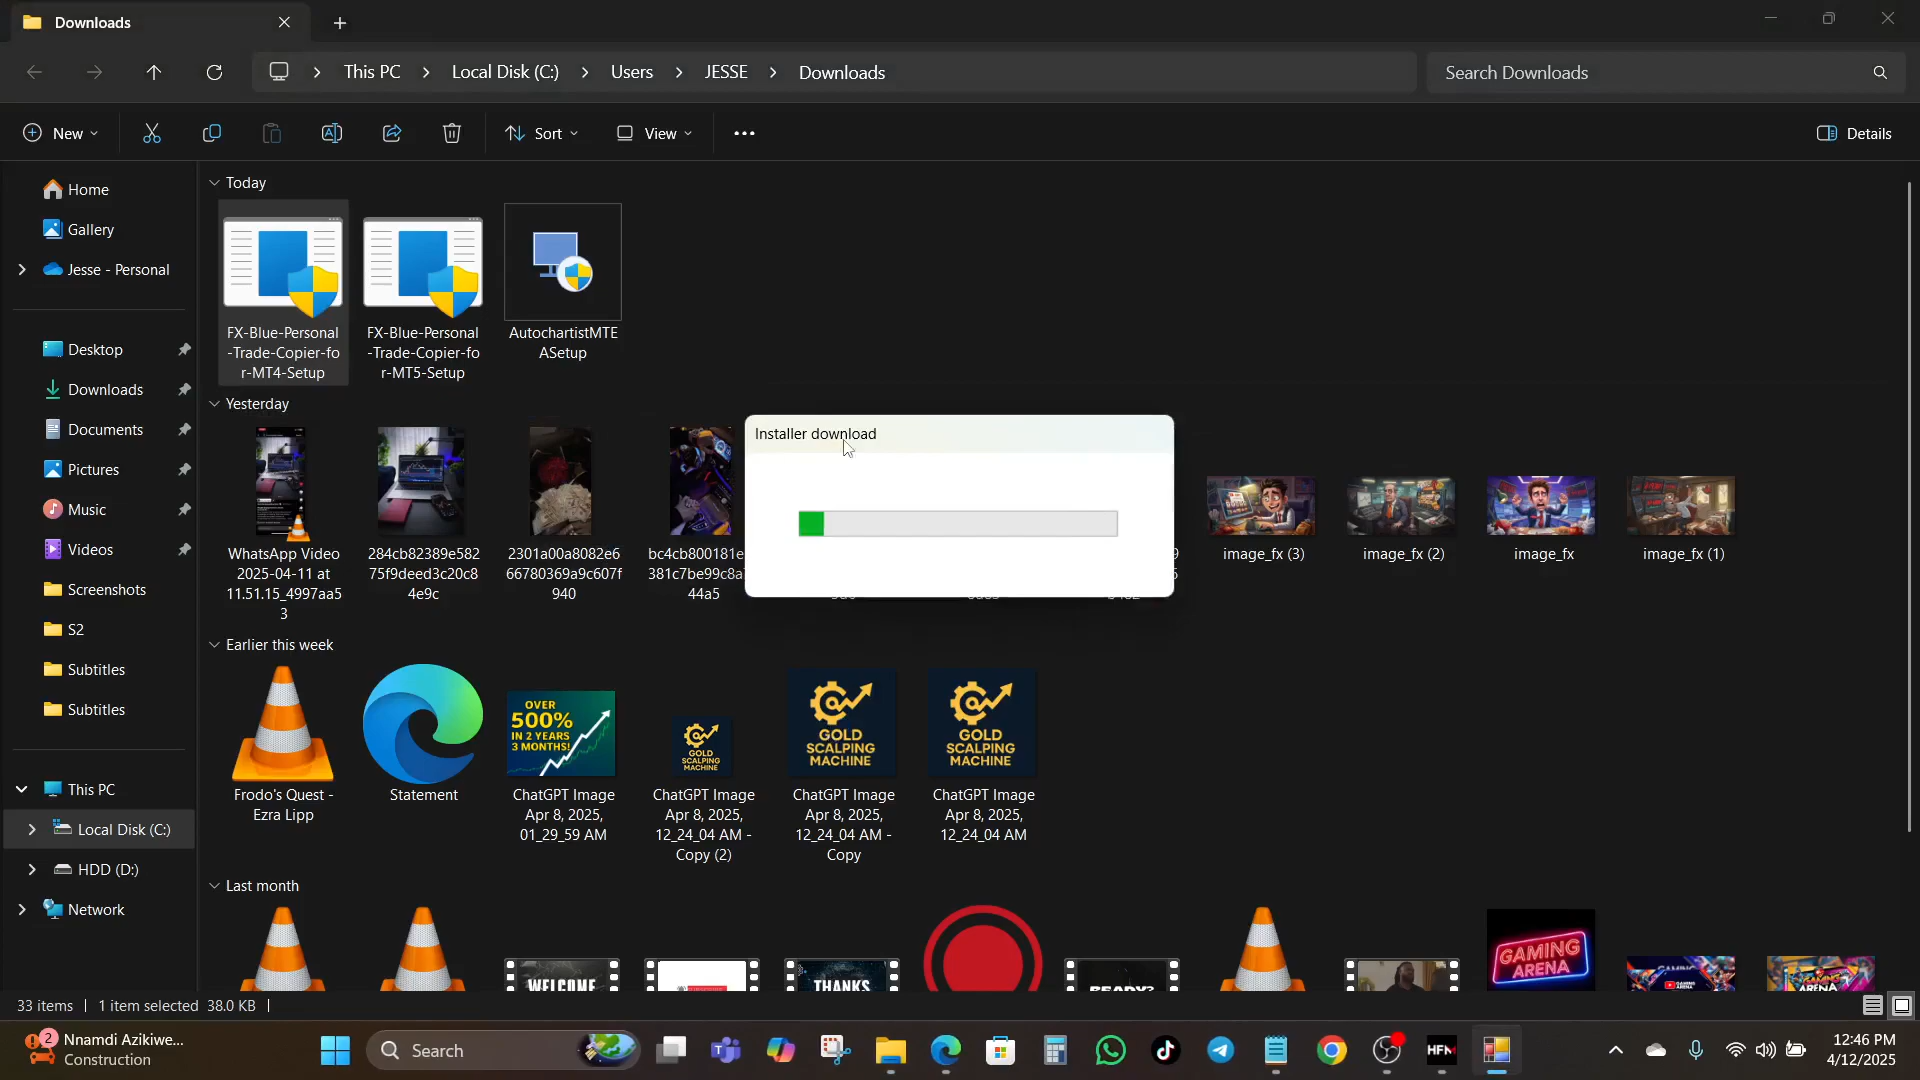 Downloads
This PC
Local Disk (C:)
Users
JESSE
Downloads
Search Downloads
New
Sort
View
Details
Home
Gallery
Jesse - Personal
Desktop
Downloads
Documents
Pictures
Music
Videos
Screenshots
S2
Subtitles
Subtitles
This PC
Local Disk (C:)
HDD (D:)
Network
Today
FX-Blue-Personal
-Trade-Copier-fo
r-MT4-Setup
FX-Blue-Personal
-Trade-Copier-fo
r-MT5-Setup
AutochartistMTE
ASetup
Yesterday
WhatsApp Video
2025-04-11 at
11.51.15_4997aa5
3
284cb82389e582
75f9deed3c20c8
4e9c
2301a00a8082e6
66780369a9c607f
940
bc4cb800181e
381c7be99c8a
44a5
Installer download
image_fx (3)
image_fx (2)
image_fx
image_fx (1)
Earlier this week
Frodo's Quest -
Ezra Lipp
Statement
OVER
500%
IN 2 YEARS
3 MONTHS!
ChatGPT Image
Apr 8, 2025,
01_29_59 AM
GOLD
SCALPING
MACHINE
ChatGPT Image
Apr 8, 2025,
12_24_04 AM -
Copy (2)
GOLD
SCALPING
MACHINE
ChatGPT Image
Apr 8, 2025,
12_24_04 AM -
Copy
GOLD
SCALPING
MACHINE
ChatGPT Image
Apr 8, 2025,
12_24_04 AM
Last month
WELCOME
THANKS
READY?
GAMING
ARENA
GAMING
ARENA
33 items
1 item selected 38.0 KB
2
Nnamdi Azikiwe...
Construction
Search
HFM
12:46 PM
4/12/2025